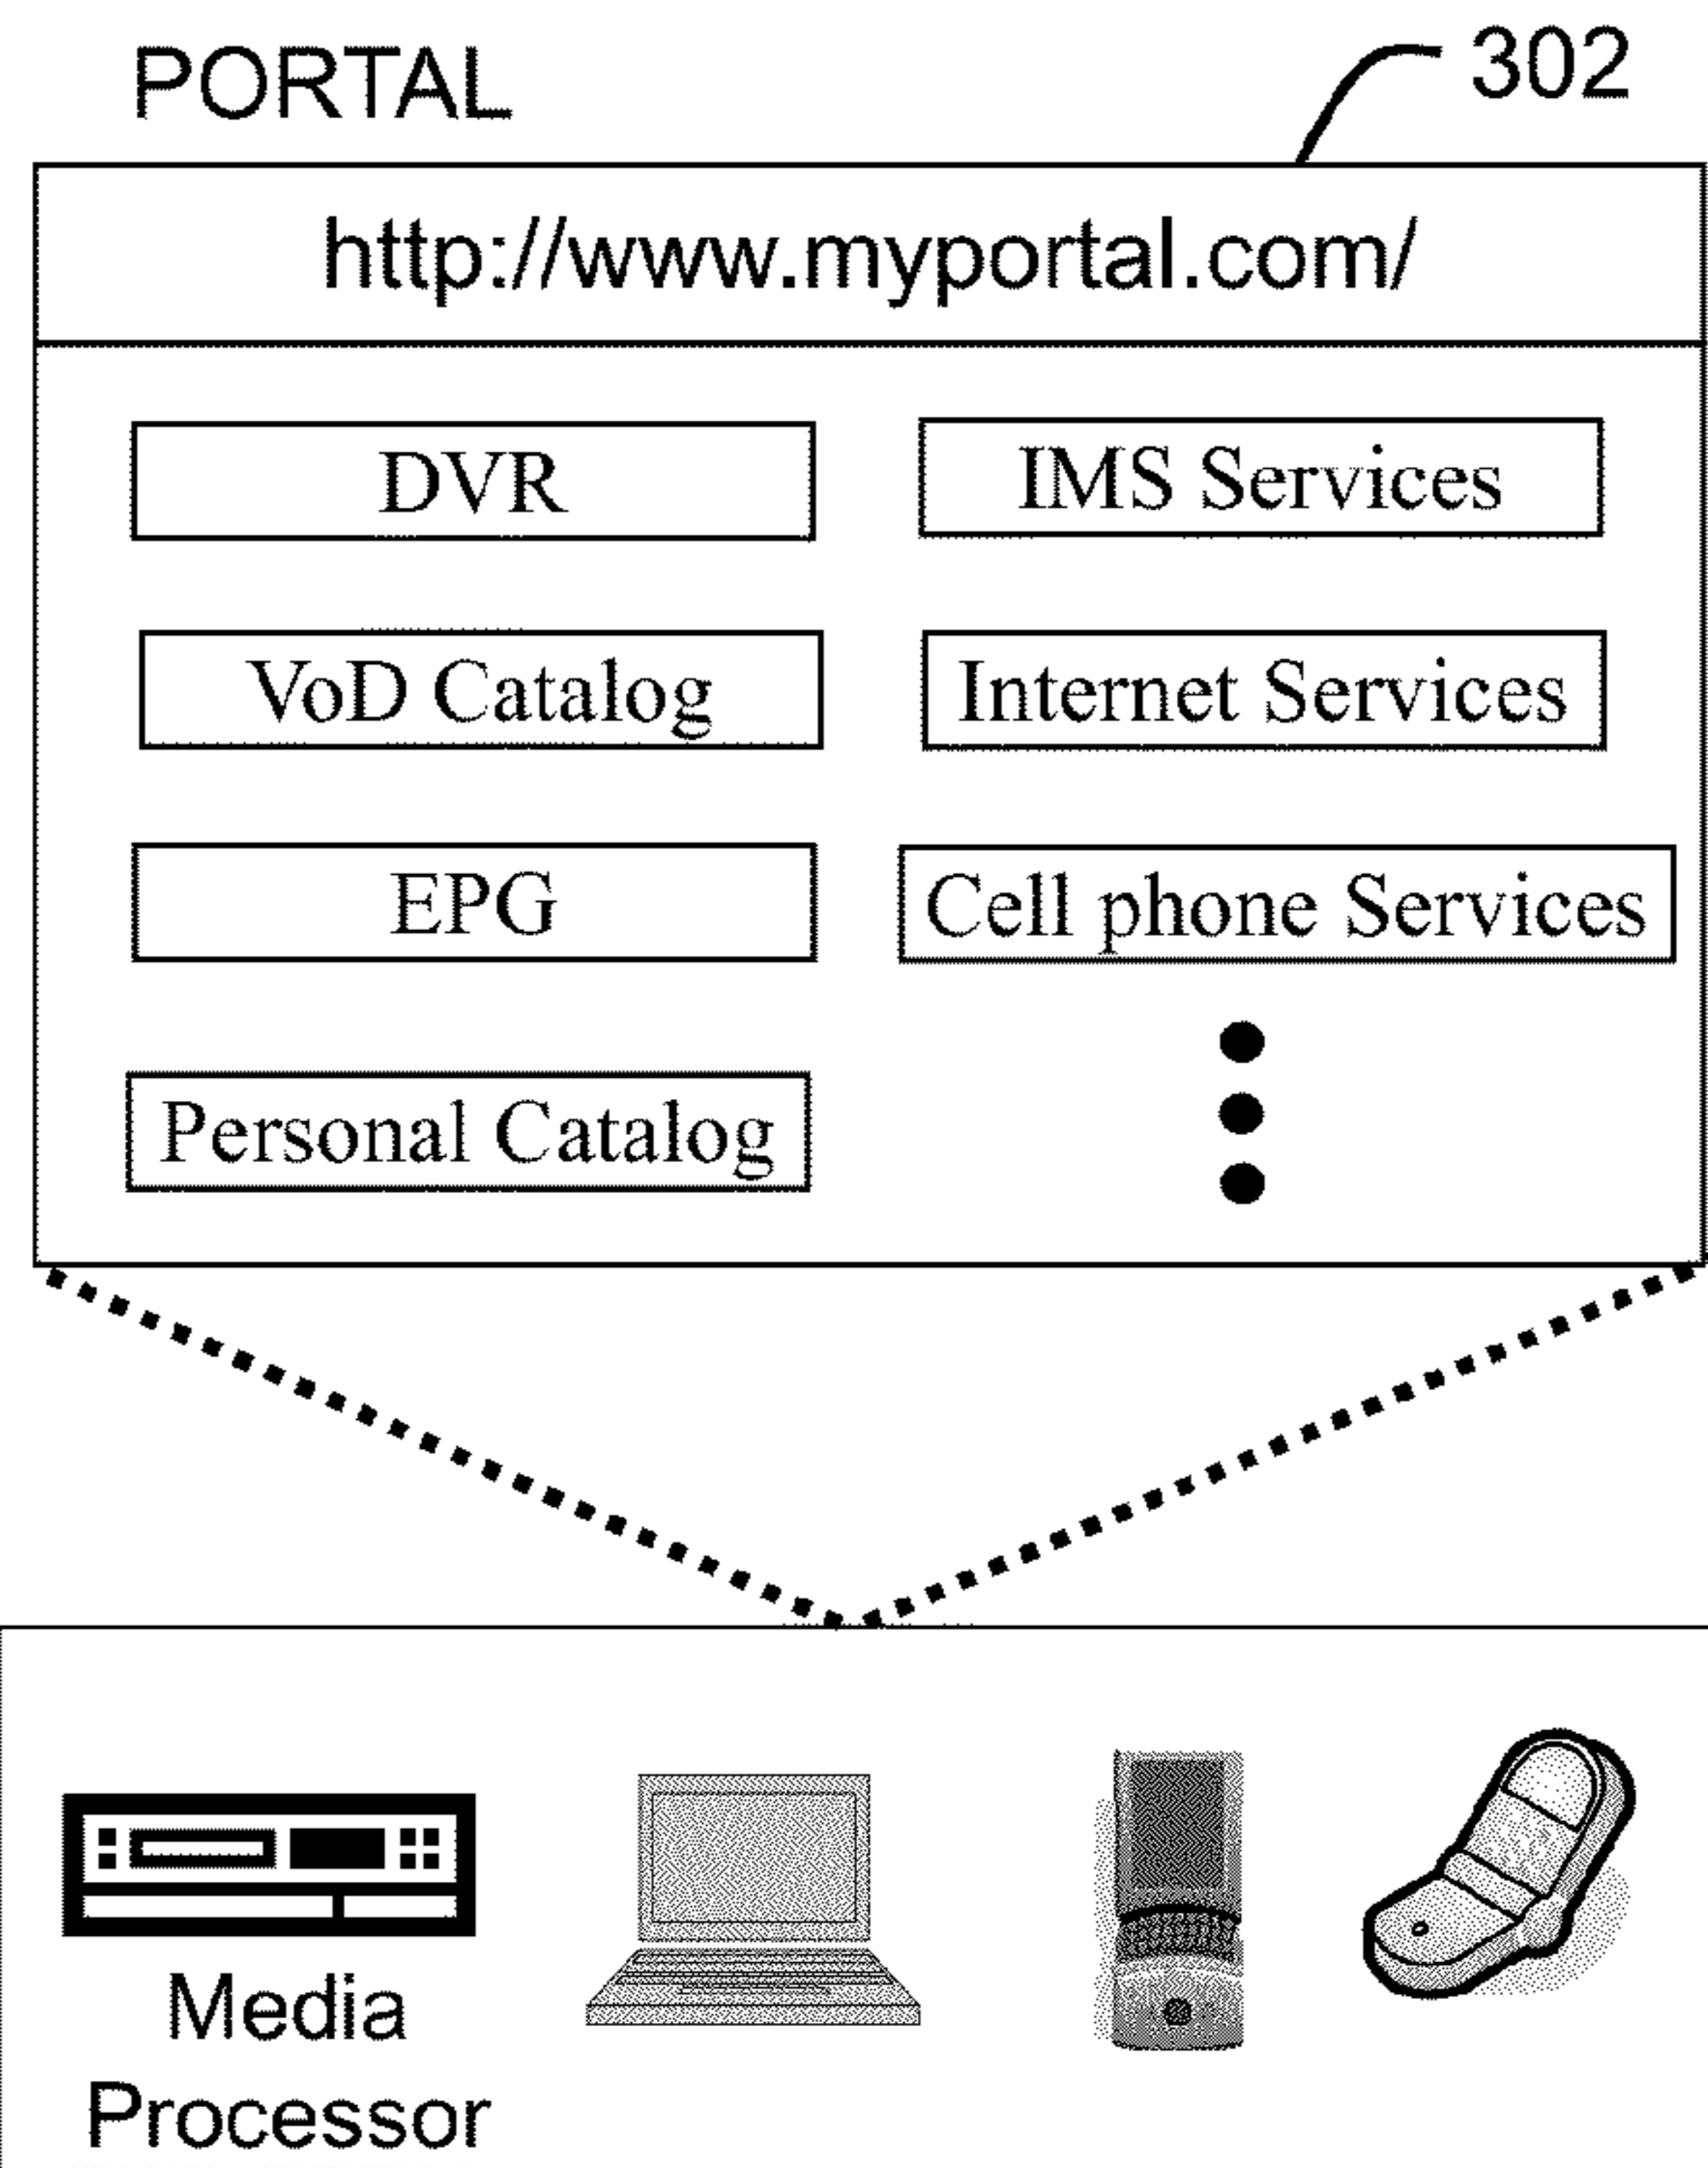 PORTAL
302
http://www.myportal.com/
DVR
IMS Services
VoD Catalog
Internet Services
EPG
Cell phone Services
Personal Catalog
Media
Processor